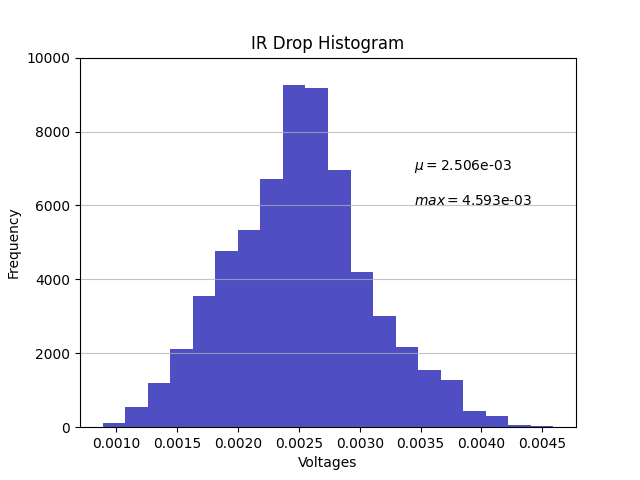 IR Drop Histogram
10000
8000
6000
4000
2000
0
Frequency
μ = 2.506e-03
max = 4.593e-03
0.0010 0.0015 0.0020 0.0025 0.0030 0.0035 0.0040 0.0045
Voltages